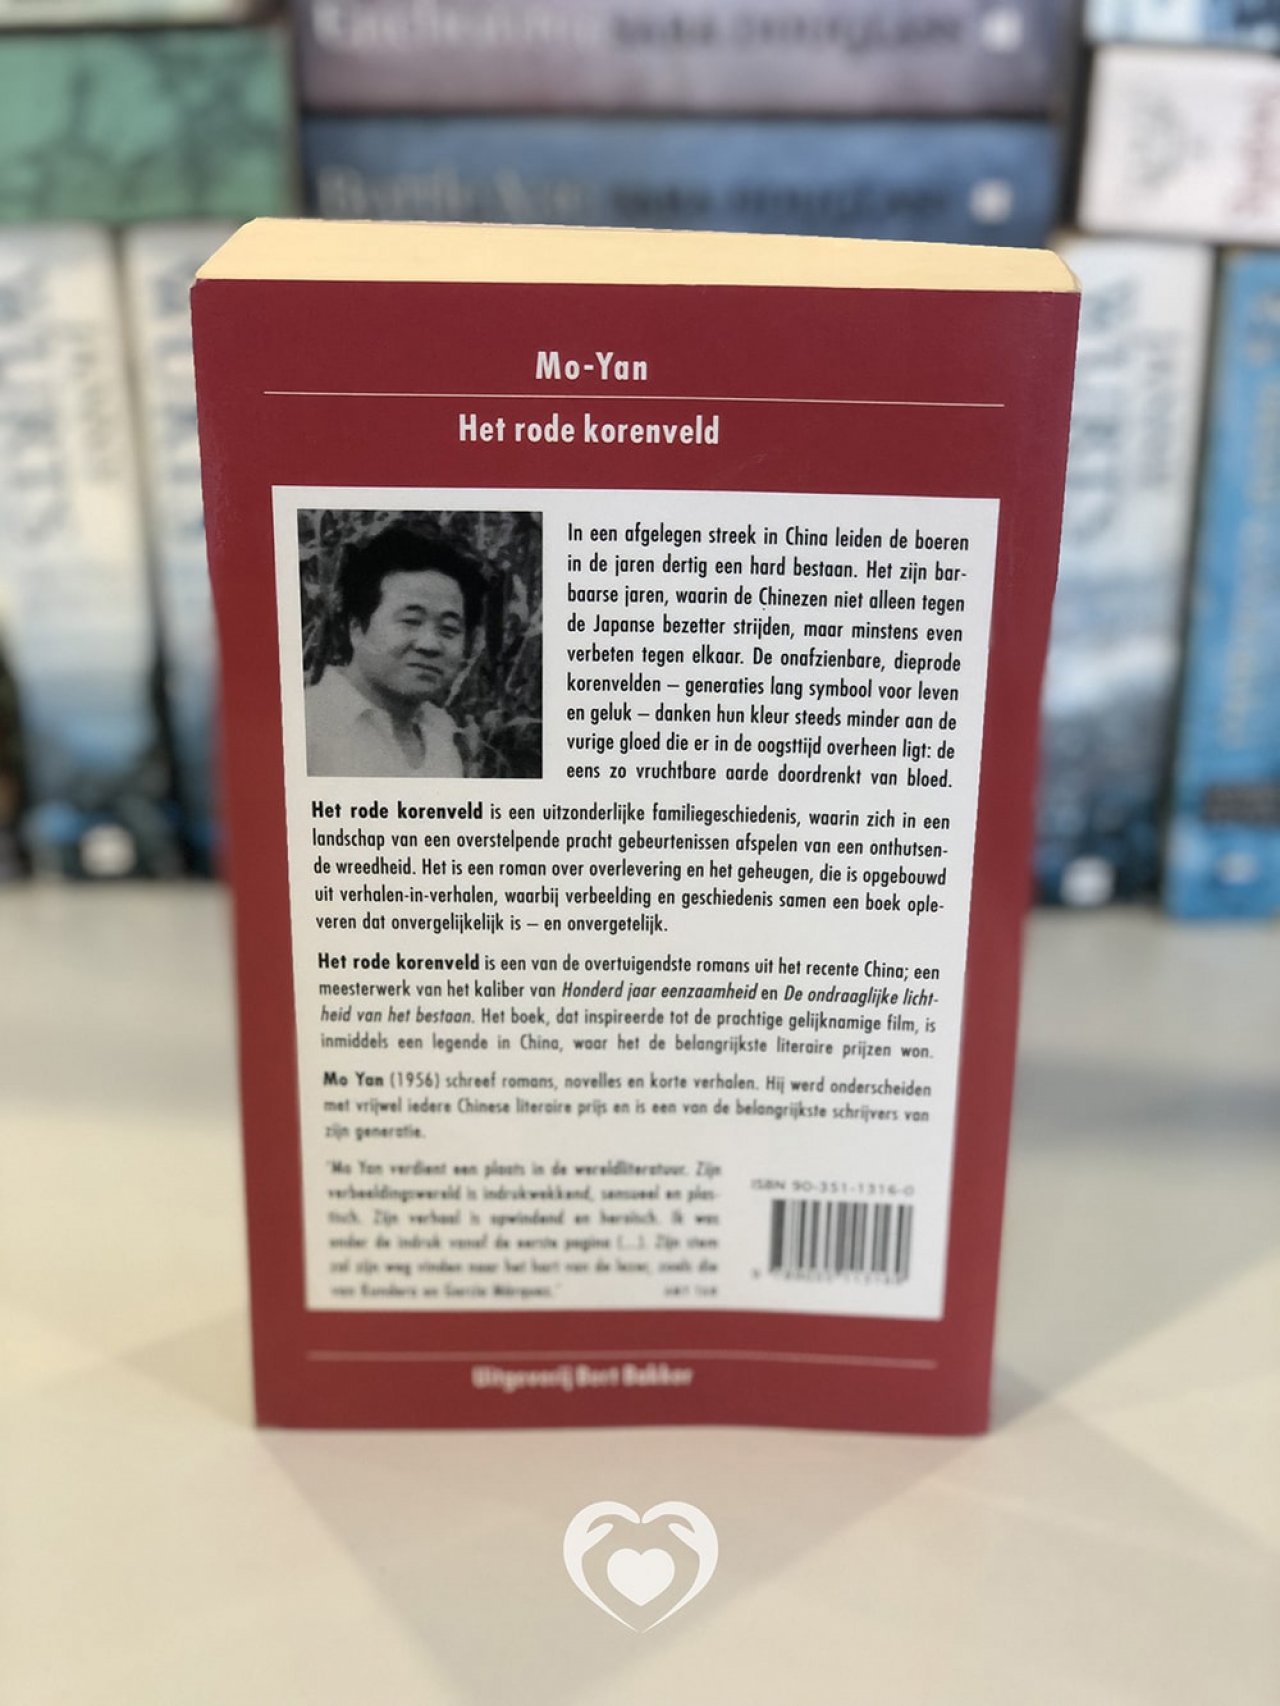 Mo-Yan
Het rode korenveld
In een afgelegen streek in China leiden de boeren
in de jaren dertig een hard bestaan. Het zijn bar-
baarse jaren, waarin de Chinezen niet alleen tegen
de Japanse bezetter strijden, maar minstens even
verbeten tegen elkaar. De onafzienbare, dieprode
korenvelden – generaties lang symbool voor leven
en geluk – danken hun kleur steeds minder aan de
vurige gloed die er in de oogsttijd overheen ligt: de
eens zo vruchtbare aarde doordrenkt van bloed.
Het rode korenveld is een uitzonderlijke familiegeschiedenis, waarin zich in een
landschap van een overstelpende pracht gebeurtenissen afspelen van een onthutsen-
de wreedheid. Het is een roman over overlevering en het geheugen, die is opgebouwd
uit verhalen-in-verhalen, waarbij verbeelding en geschiedenis samen een boek ople-
veren dat onvergelijkelijk is – en onvergetelijk.
Het rode korenveld is een van de overtuigendste romans uit het recente China; een
meesterwerk van het kaliber van Honderd jaar eenzaamheid en De ondraaglijke licht-
heid van het bestaan. Het boek, dat inspireerde tot de prachtige gelijknamige film, is
inmiddels een legende in China, waar het de belangrijkste literaire prijzen won.
Mo Yan (1956) schreef romans, novelles en korte verhalen. Hij werd onderscheiden
met vrijwel iedere Chinese literaire prijs en is een van de belangrijkste schrijvers van
zijn generatie.
'Mo Yan verdient een plaats in de wereldliteratuur. Zijn
verbeeldingswereld is indrukwekkend, sensueel en plas-
tisch. Zijn verhaal is opwindend en heroïsch. Ik was
onder de indruk vanaf de eerste pagina (...). Zijn stem
zal zijn weg vinden naar het hart van de lezer, zoals die
van Kundera en García Márquez.'
ISBN 90-351-1316-0
Uitgeverij Bert Bakker